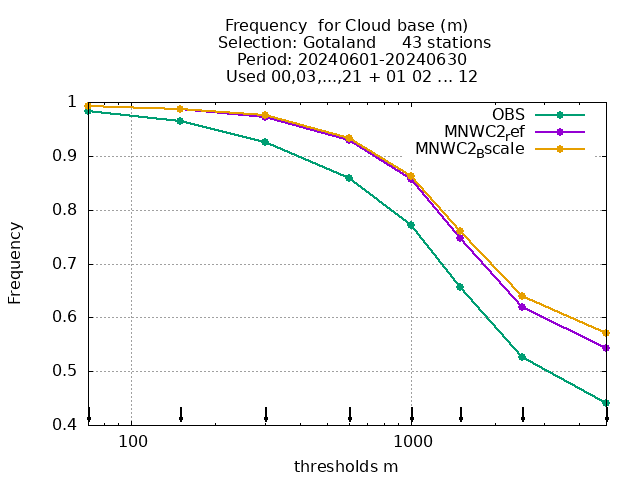 Frequency  for Cloud base (m)
Selection: Gotaland     43 stations
Period: 20240601-20240630
Used 00,03,...,21 + 01 02 ... 12
OBS
MNWC2ref
MNWC2Bscale
Frequency
1
0.9
0.8
0.7
0.6
0.5
0.4
100 1000
thresholds m